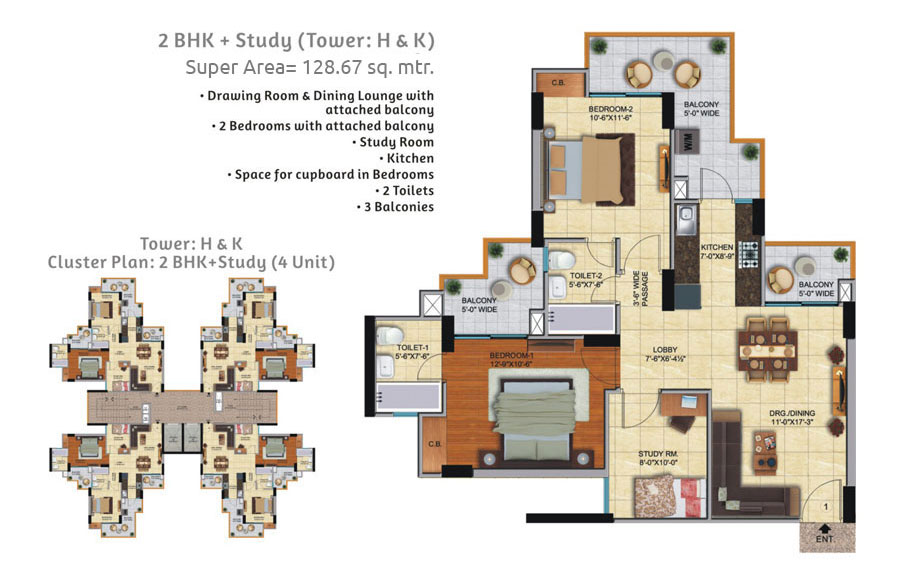 2 BHK + Study (Tower: H & K)
Super Area= 128.67 sq. mtr.
• Drawing Room & Dining Lounge with
attached balcony
• 2 Bedrooms with attached balcony
• Study Room
• Kitchen
• Space for cupboard in Bedrooms
• 2 Toilets
• 3 Balconies
Tower: H & K
Cluster Plan: 2 BHK+Study (4 Unit)
C.B.
BEDROOM-2
10'-6"X11'-6"
BALCONY
5'-0" WIDE
W/M
KITCHEN
7'-0"X8'-9"
TOILET-2
5'-6"X7'-6"
3'-6" WIDE
PASSAGE
BALCONY
5'-0" WIDE
BALCONY
5'-0" WIDE
TOILET-1
5'-6"X7'-6"
BEDROOM-1
12'-0"X10'-6"
LOBBY
7'-6"X6'-4½"
C.B.
DRG./DINING
11'-0"X17'-3"
STUDY RM.
8'-0"X10'-0"
1
ENT.